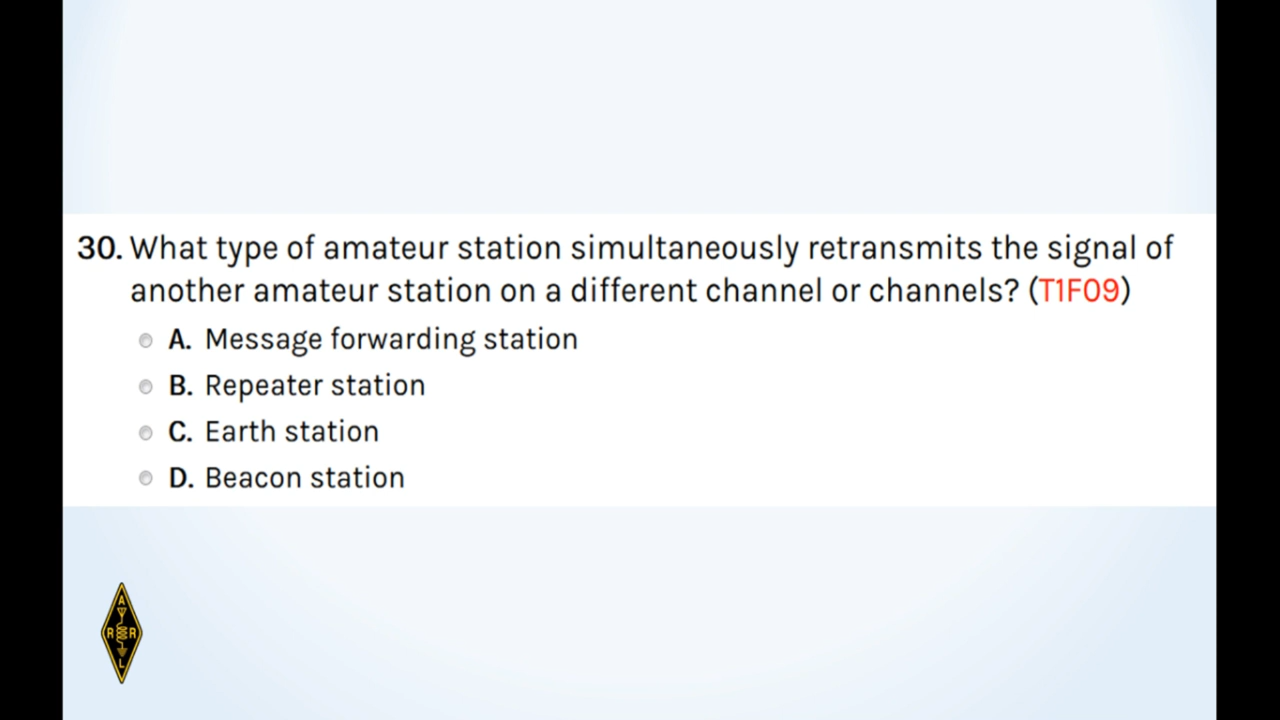 30. What type of amateur station simultaneously retransmits the signal of
another amateur station on a different channel or channels? (T1F09)
A. Message forwarding station
B. Repeater station
C. Earth station
D. Beacon station
A
R R
L